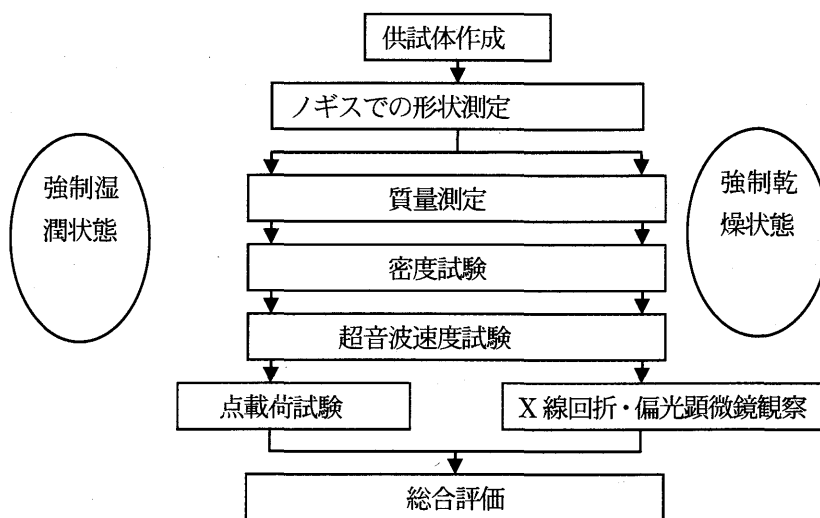 供試体作成
ノギスでの形状測定
強制湿
潤状態
質量測定
強制乾
燥状態
密度試験
超音波速度試験
点載荷試験
X線回折・偏光顕微鏡観察
総合評価